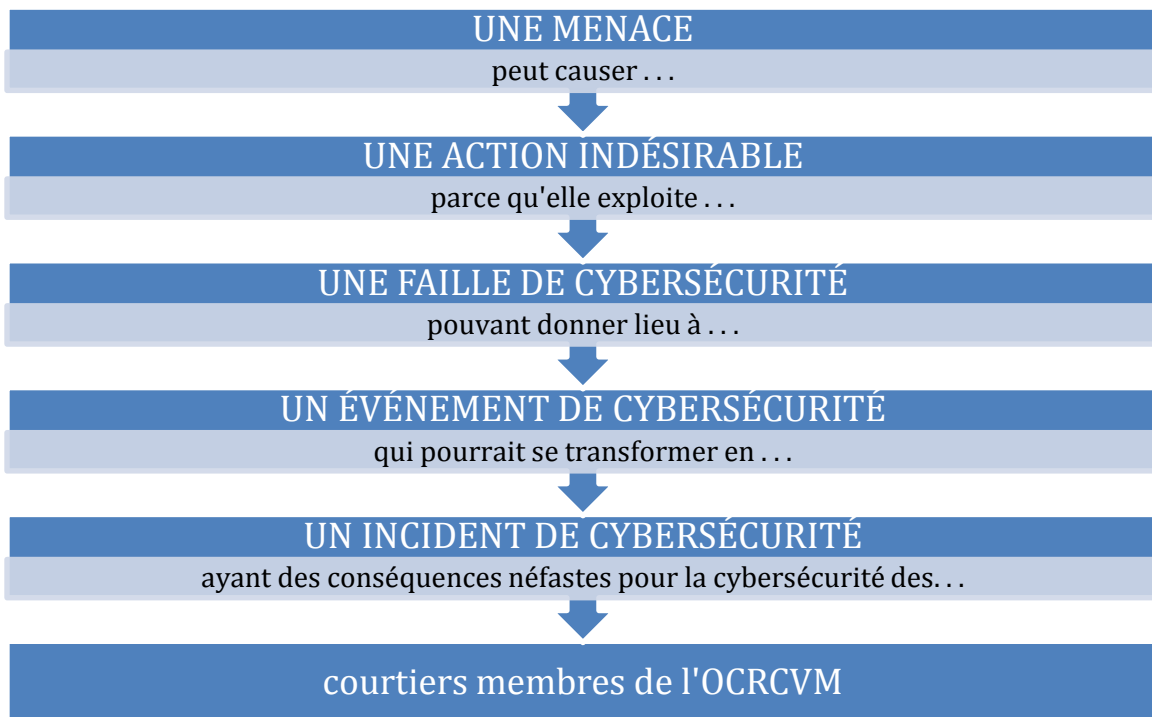 UNE MENACE
peut causer . . .
UNE ACTION INDÉSIRABLE
parce qu'elle exploite . . .
UNE FAILLE DE CYBERSÉCURITÉ
pouvant donner lieu à . . .
UN ÉVÉNEMENT DE CYBERSÉCURITÉ
qui pourrait se transformer en . . .
UN INCIDENT DE CYBERSÉCURITÉ
ayant des conséquences néfastes pour la cybersécurité des. . .
courtiers membres de l'OCRCVM